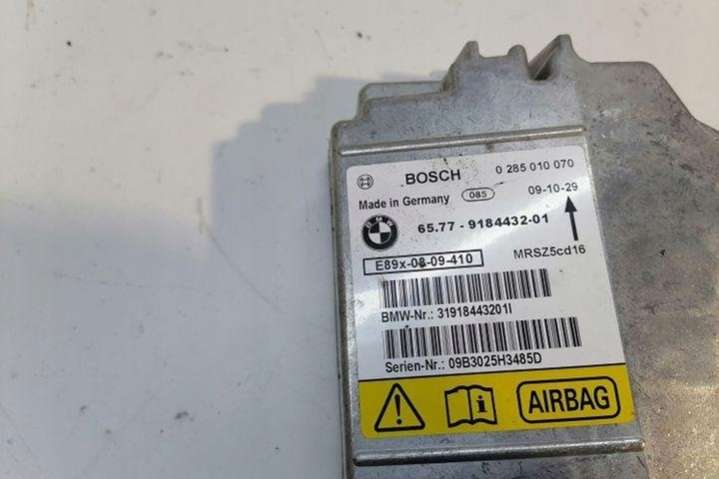 BOSCH 0 285 010 070
Made in Germany 085 09-10-29
BMW 65.77 - 9184432-01
E89x-08-09-410 MRSZ5cd16
BMW-Nr.: 31918443201I
Serien-Nr.: 09B3025H3485D
AIRBAG